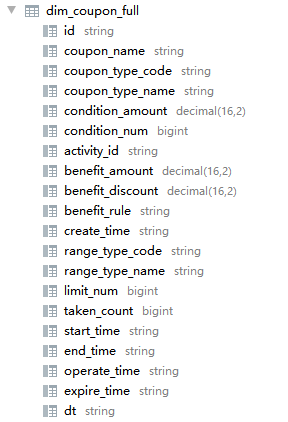 dim_coupon_full
id string
coupon_name string
coupon_type_code string
coupon_type_name string
condition_amount decimal(16,2)
condition_num bigint
activity_id string
benefit_amount decimal(16,2)
benefit_discount decimal(16,2)
benefit_rule string
create_time string
range_type_code string
range_type_name string
limit_num bigint
taken_count bigint
start_time string
end_time string
operate_time string
expire_time string
dt string